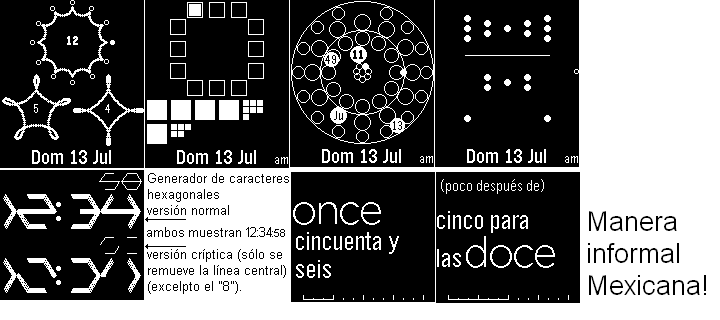 12
5
4
Dom 13 Jul
Dom 13 Jul
am
49
11
Ju
13
Dom 13 Jul
am
Dom 13 Jul
am
Generador de caracteres
hexagonales
versión normal
ambos muestran 12:34:58
versión críptica (sólo se
remueve la línea central)
(excelpto el "8").
once
cincuenta y
seis
(poco después de)
cinco para
las doce
Manera
informal
Mexicana!